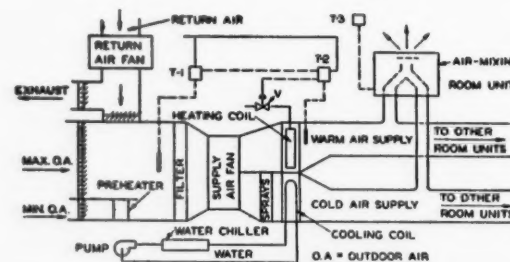 RETURN AIR
RETURN
AIR FAN
EXHAUST
T-1
T-2
T-3
V
AIR-MIXING
ROOM UNIT
HEATING COIL
WARM AIR SUPPLY
TO OTHER
ROOM UNITS
MAX. O.A.
PREHEATER
FILTER
SUPPLY
AIR FAN
SPRAYS
MIN. O.A.
COLD AIR SUPPLY
TO OTHER
ROOM UNITS
WATER CHILLER
COOLING COIL
PUMP
WATER
O.A = OUTDOOR AIR